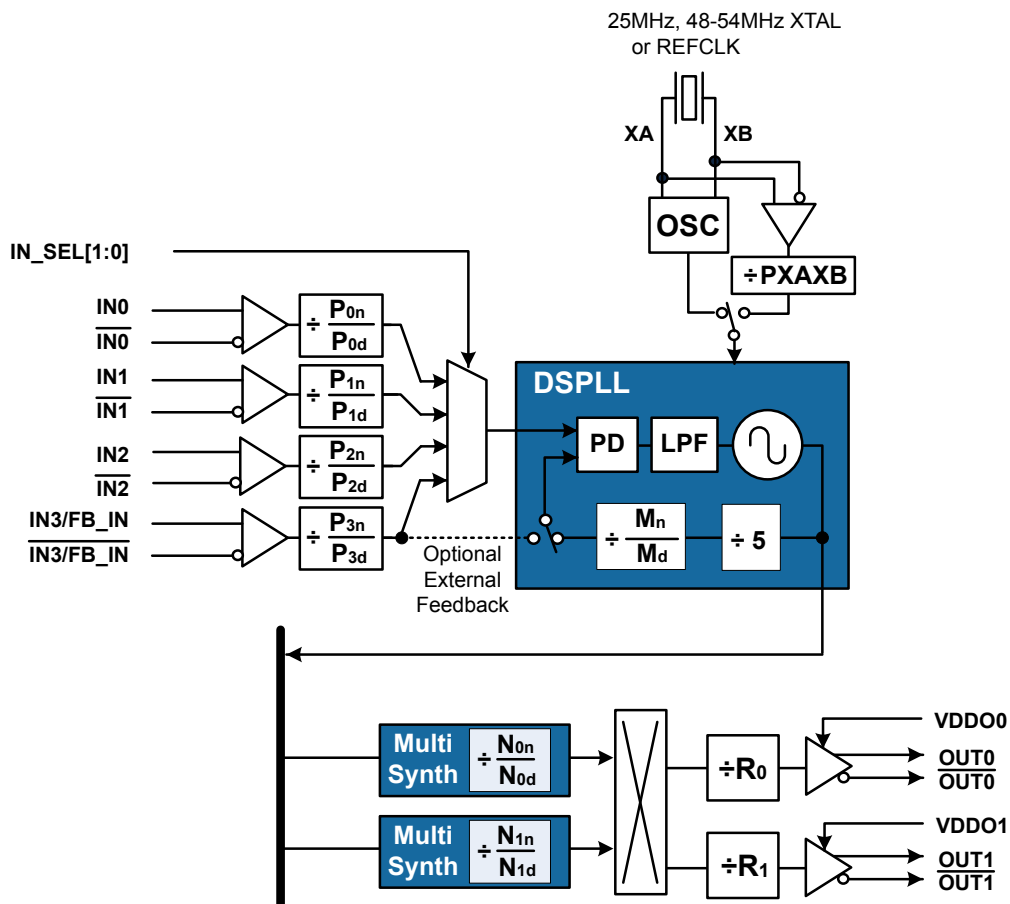 25MHz, 48-54MHz XTAL
or REFCLK
XA
XB
OSC
÷PXAXB
IN_SEL[1:0]
IN0
IN0
÷ P0n
P0d
IN1
IN1
÷ P1n
P1d
IN2
IN2
÷ P2n
P2d
IN3/FB_IN
IN3/FB_IN
÷ P3n
P3d
Optional
External
Feedback
DSPLL
PD
LPF
÷ Mn
Md
÷ 5
Multi
Synth
÷ N0n
N0d
Multi
Synth
÷ N1n
N1d
÷R0
÷R1
VDDO0
OUT0
OUT0
VDDO1
OUT1
OUT1